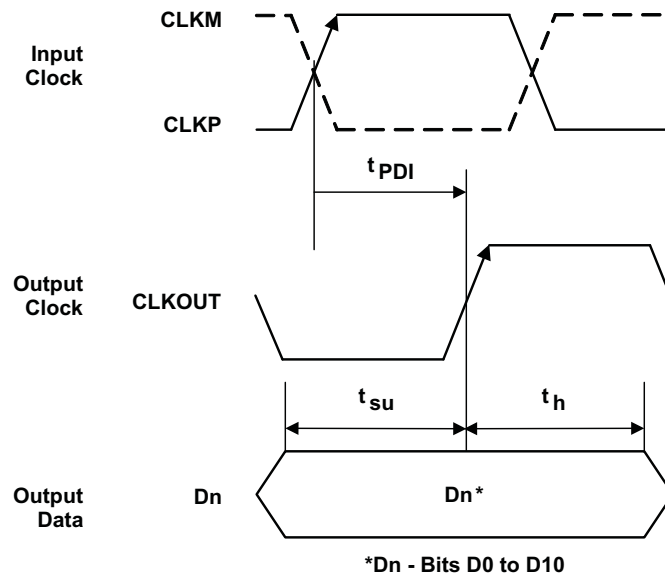 CLKM
Input
Clock
CLKP
t PDI
Output
Clock
CLKOUT
t su
t h
Output
Data
Dn
Dn*
*Dn - Bits D0 to D10